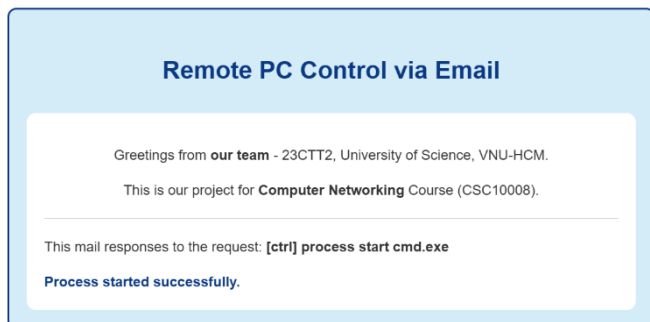 Remote PC Control via Email
Greetings from our team - 23CTT2, University of Science, VNU-HCM.
This is our project for Computer Networking Course (CSC10008).
This mail responses to the request: [ctrl] process start cmd.exe
Process started successfully.